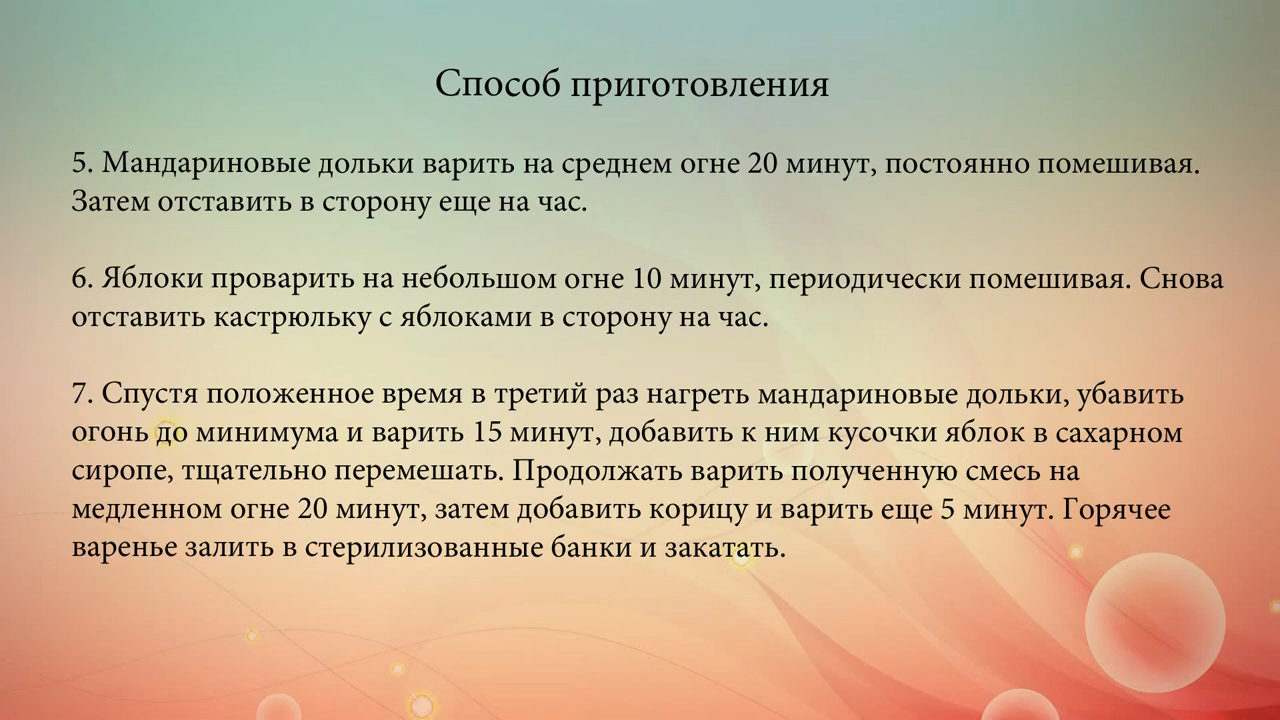 Способ приготовления
5. Мандариновые дольки варить на среднем огне 20 минут, постоянно помешивая.
Затем отставить в сторону еще на час.
6. Яблоки проварить на небольшом огне 10 минут, периодически помешивая. Снова
отставить кастрюльку с яблоками в сторону на час.
7. Спустя положенное время в третий раз нагреть мандариновые дольки, убавить
огонь до минимума и варить 15 минут, добавить к ним кусочки яблок в сахарном
сиропе, тщательно перемешать. Продолжать варить полученную смесь на
медленном огне 20 минут, затем добавить корицу и варить еще 5 минут. Горячее
варенье залить в стерилизованные банки и закатать.